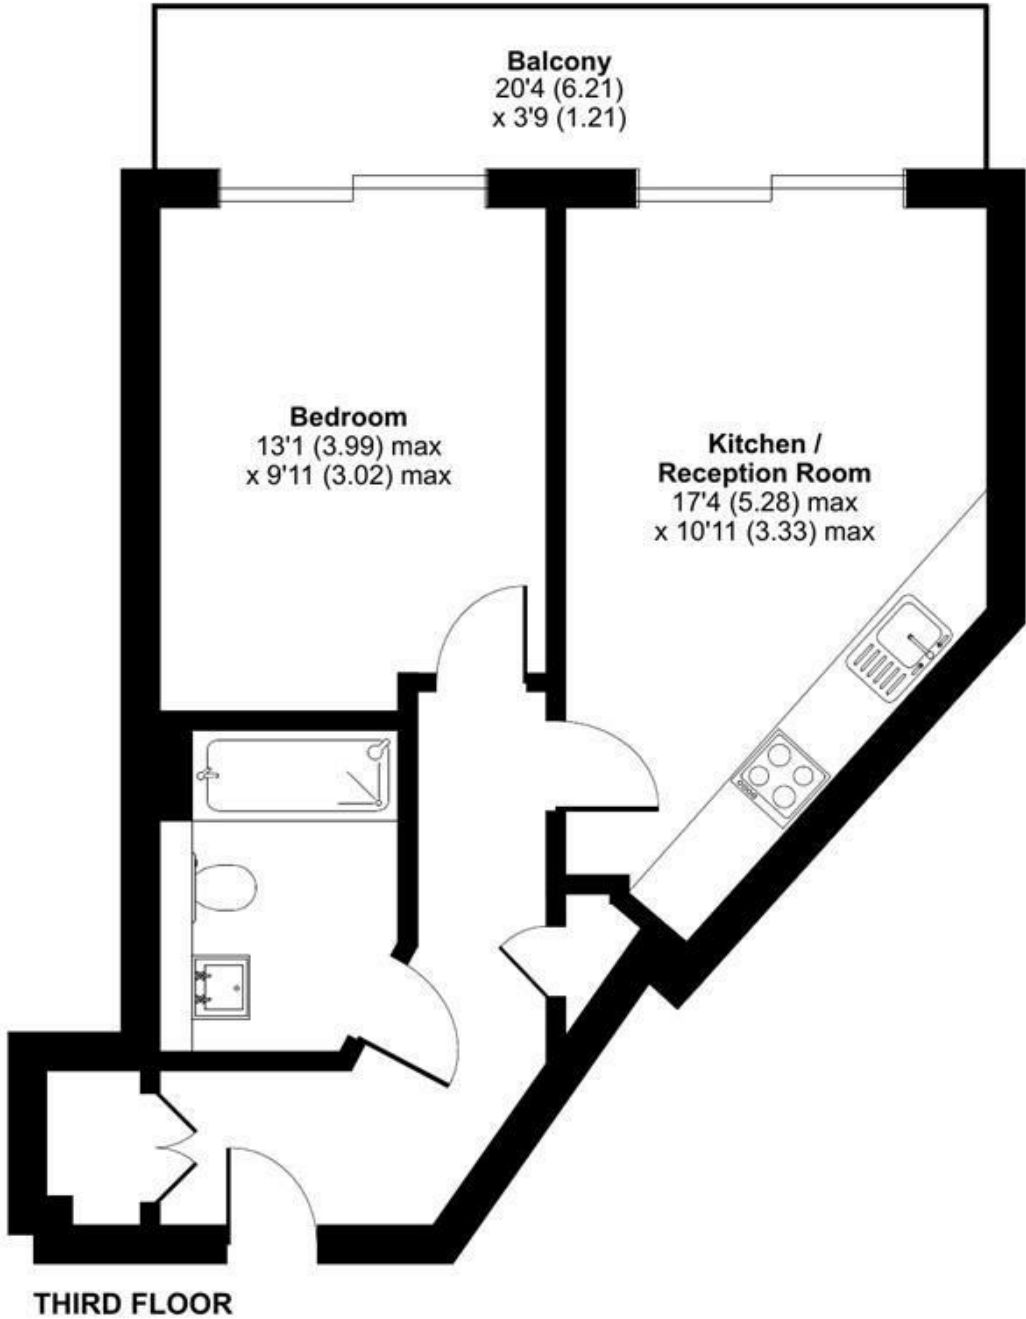 Balcony
20'4 (6.21)
x 3'9 (1.21)
Bedroom
13'1 (3.99) max
x 9'11 (3.02) max
Kitchen /
Reception Room
17'4 (5.28) max
x 10'11 (3.33) max
THIRD FLOOR